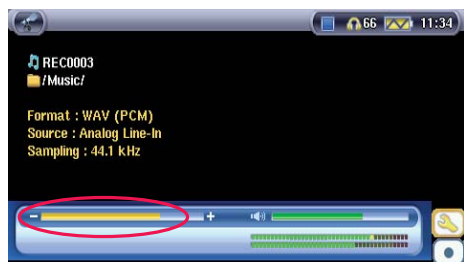 66 11:34
REC0003
/Music/
Format : WAV (PCM)
Source : Analog Line-In
Sampling : 44.1 kHz
- +